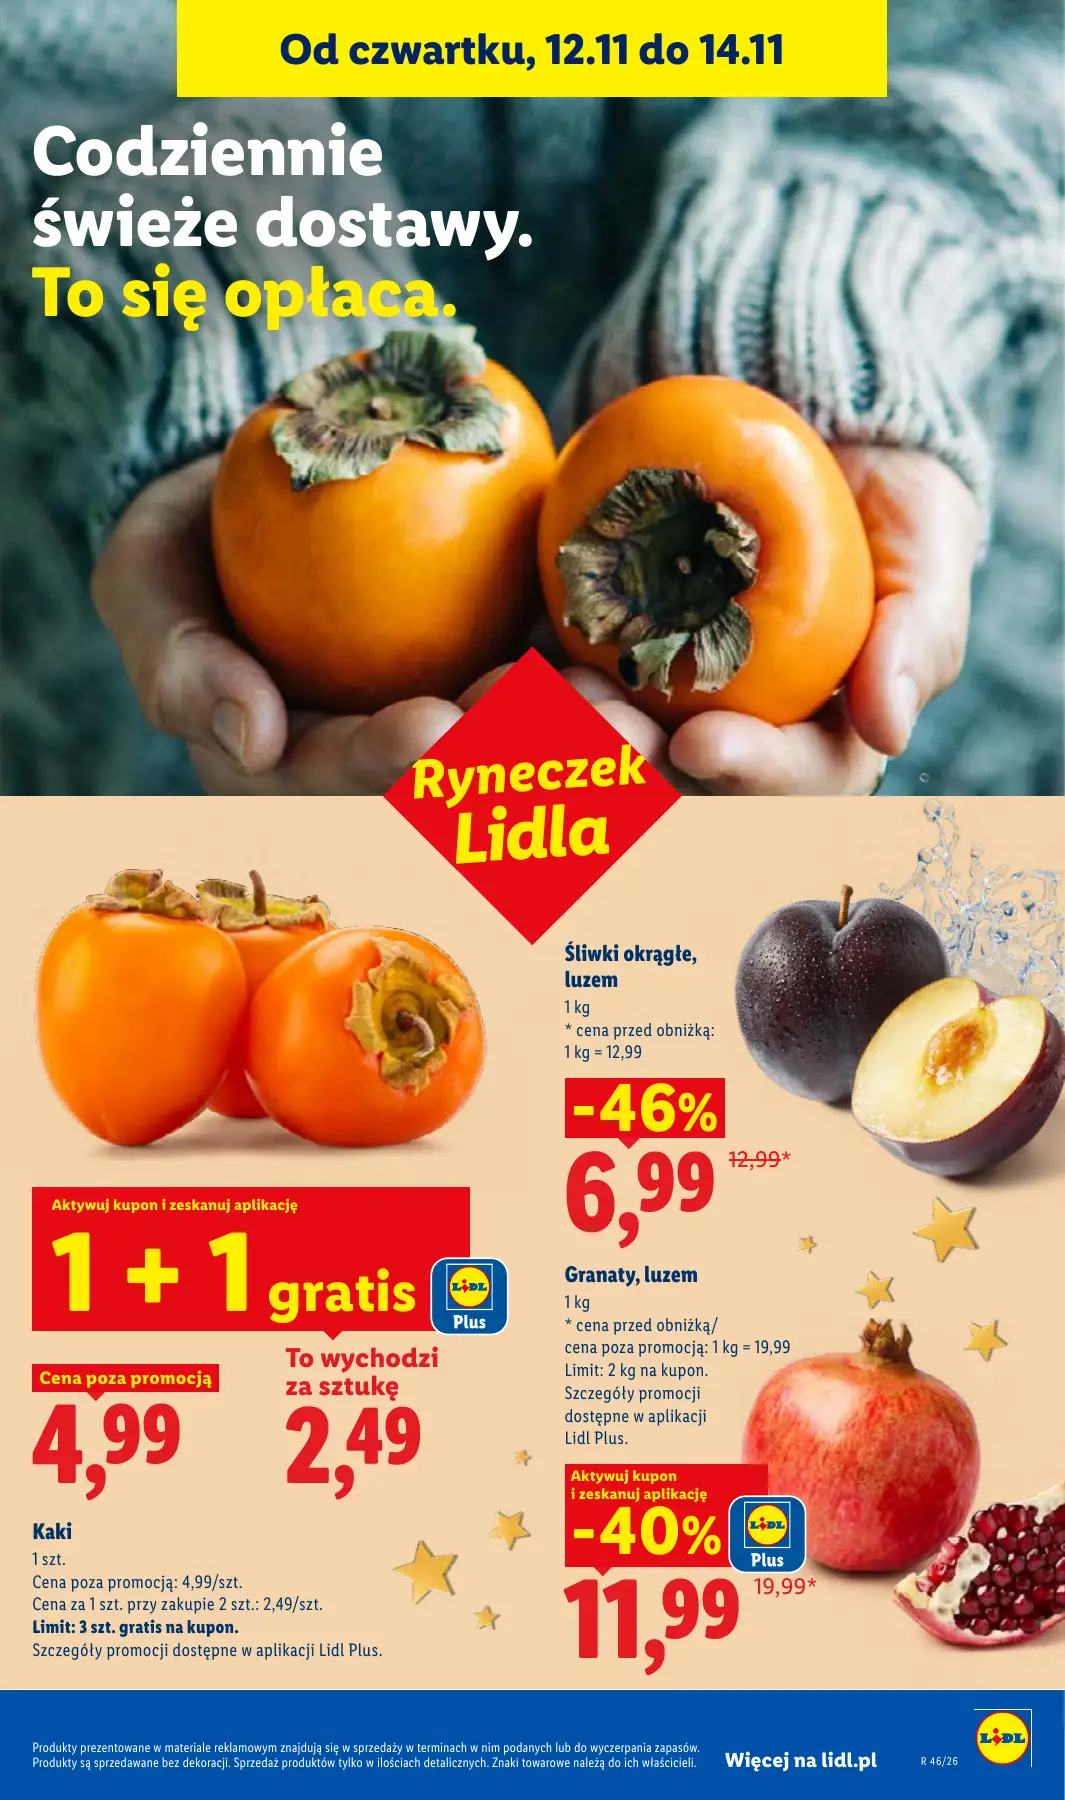 Od czwartku, 12.11 do 14.11
Codziennie
świeże dostawy.
To się opłaca.
Ryneczek
Lidla
Śliwki okrągłe,
luzem
1 kg
* cena przed obniżką:
1 kg = 12,99
-46%
12,99*
6,99
Aktywuj kupon i zeskanuj aplikację
1 + 1 gratis
LIDL
Plus
Cena poza promocją
4,99
To wychodzi
za sztukę
2,49
Kaki
1 szt.
Cena poza promocją: 4,99/szt.
Cena za 1 szt. przy zakupie 2 szt.: 2,49/szt.
Limit: 3 szt. gratis na kupon.
Szczegóły promocji dostępne w aplikacji Lidl Plus.
Granaty, luzem
1 kg
* cena przed obniżką/
cena poza promocją: 1 kg = 19,99
Limit: 2 kg na kupon.
Szczegóły promocji
dostępne w aplikacji
Lidl Plus.
Aktywuj kupon
i zeskanuj aplikację
-40%
LIDL
Plus
19,99*
11,99
Produkty prezentowane w materiale reklamowym znajdują się w sprzedaży w terminach w nim podanych lub do wyczerpania zapasów.
Produkty są sprzedawane bez dekoracji. Sprzedaż produktów tylko w ilościach detalicznych. Znaki towarowe należą do ich właścicieli.
Więcej na lidl.pl
R 46/26
LIDL